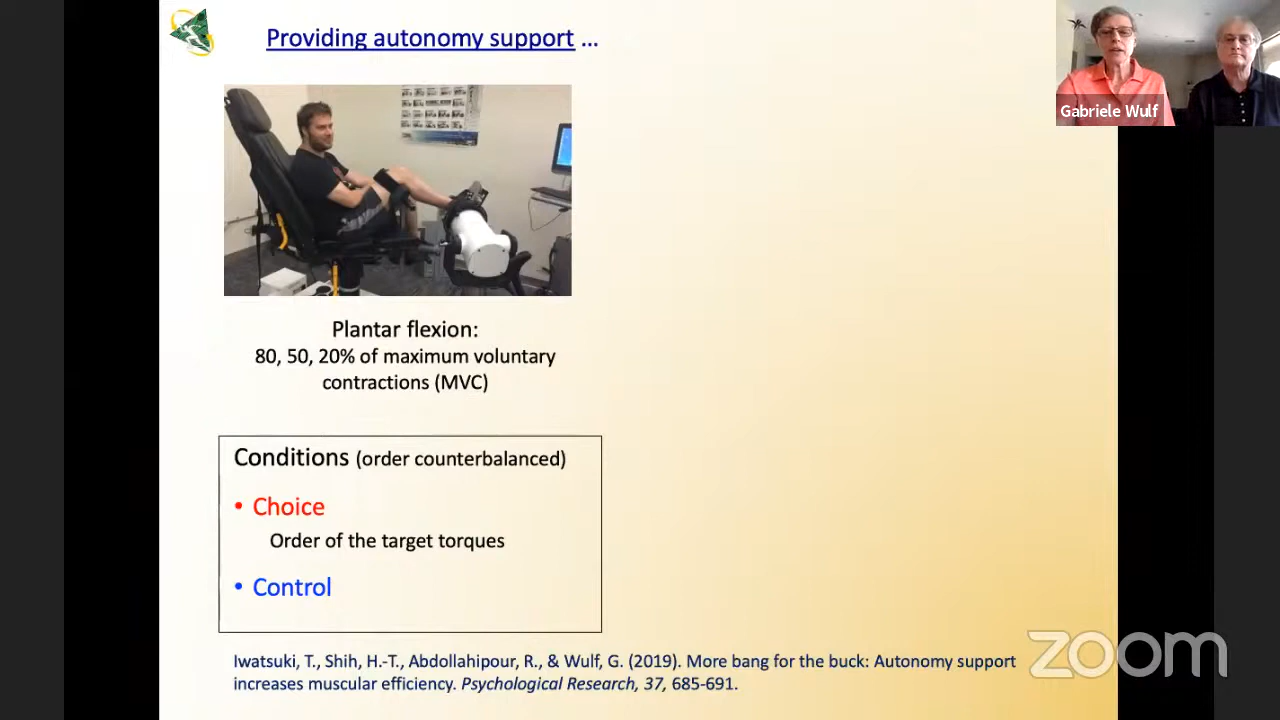 Providing autonomy support ...
Gabriele Wulf
Plantar flexion:
80, 50, 20% of maximum voluntary
contractions (MVC)
Conditions (order counterbalanced)
• Choice
Order of the target torques
• Control
Iwatsuki, T., Shih, H.-T., Abdollahipour, R., & Wulf, G. (2019). More bang for the buck: Autonomy support
increases muscular efficiency. Psychological Research, 37, 685-691.
zoom